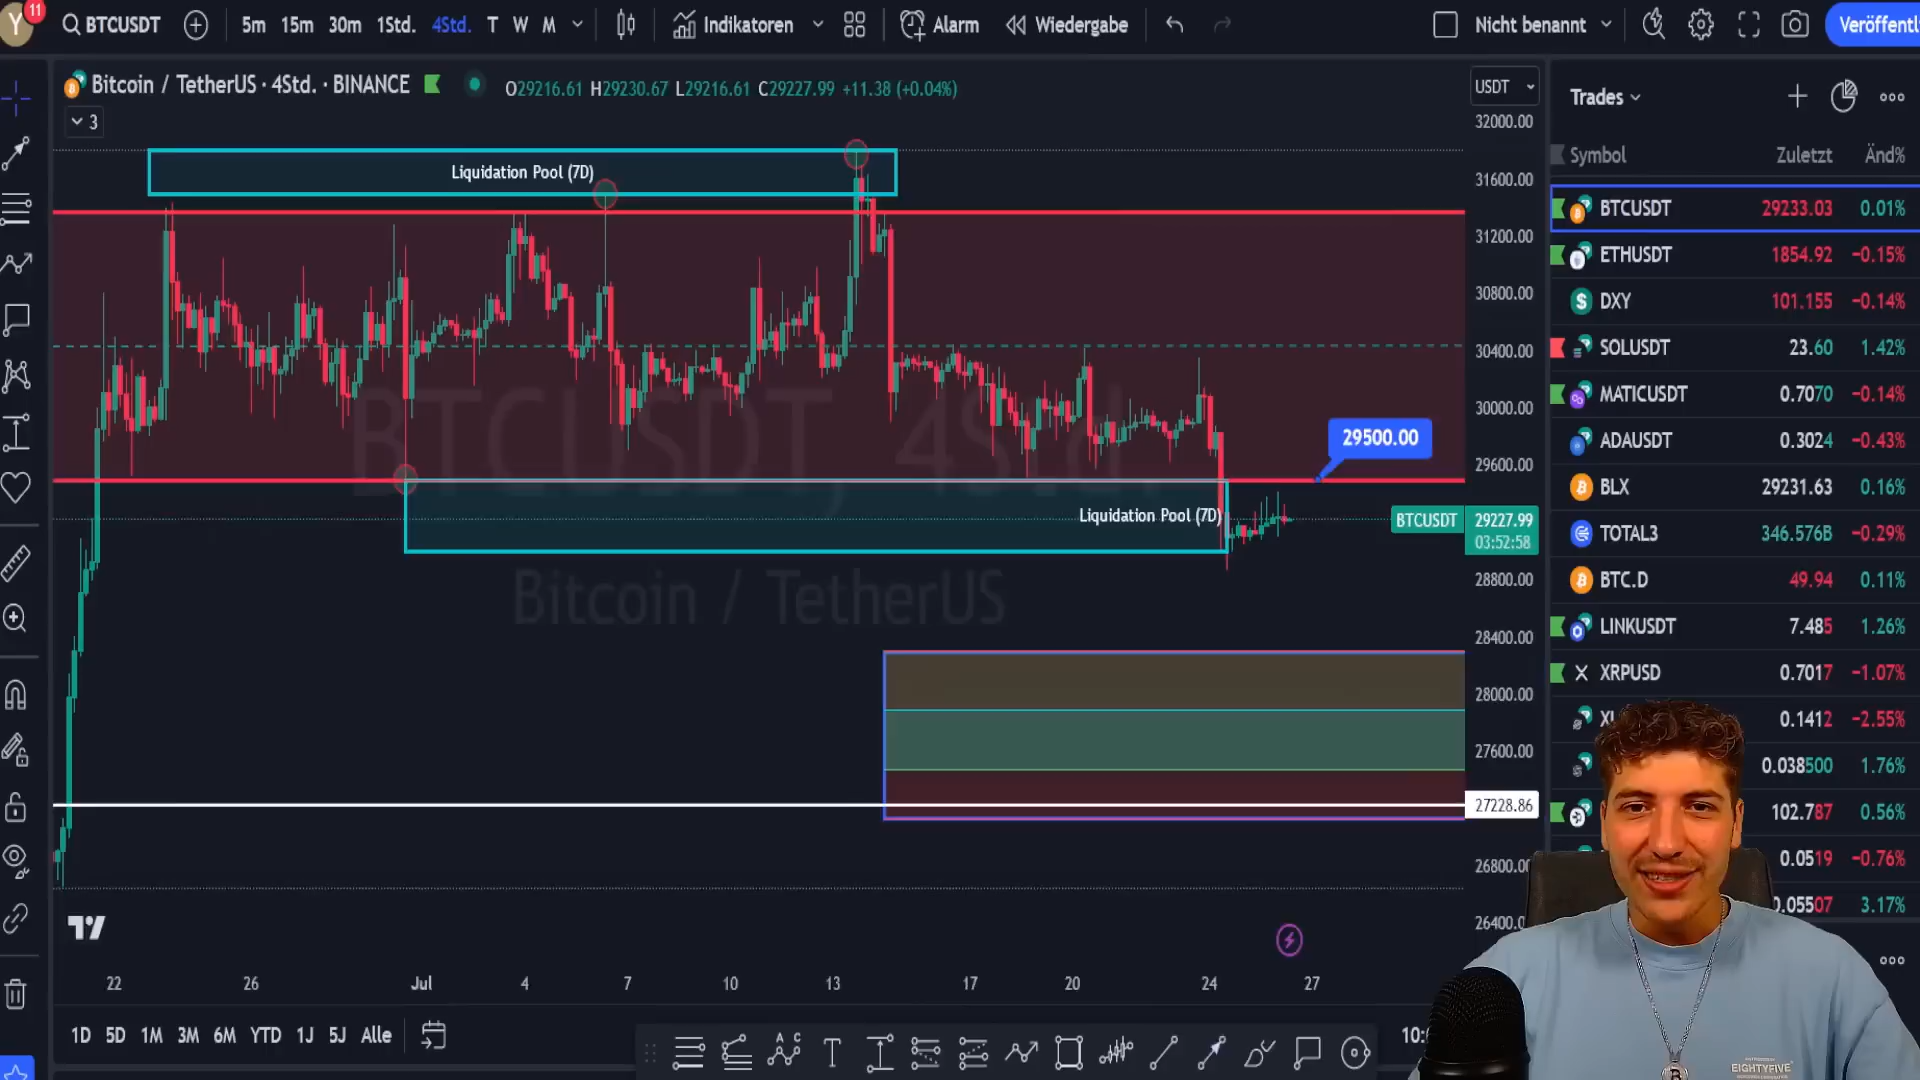 Y 11
BTCUSDT 5m 15m 30m 1Std. 4Std. T W M Indikatoren Alarm Wiedergabe Nicht benannt
Bitcoin / TetherUS · 4Std. · BINANCE O29216.61 H29230.67 L29216.61 C29227.99 +11.38 (+0.04%)
3
USDT
32000.00
31600.00
31200.00
30800.00
30400.00
30000.00
29600.00
BTCUSDT 29227.99
03:52:58
28800.00
28400.00
28000.00
27600.00
27228.86
Liquidation Pool (7D)
29500.00
Liquidation Pool (7D)
BTCUSDT, 4Std.
Bitcoin / TetherUS
22 26 Jul 4 7 10 13 17 20 24 27
1D 5D 1M 3M 6M YTD 1J 5J Alle
Trades
Symbol Zuletzt Änd%
BTCUSDT 29233.03 0.01%
ETHUSDT 1854.92 −0.15%
DXY 101.155 −0.14%
SOLUSDT 23.60 1.42%
MATICUSDT 0.7070 −0.14%
ADAUSDT 0.3024 −0.43%
BLX 29231.63 0.16%
TOTAL3 346.576B −0.29%
BTC.D 49.94 0.11%
LINKUSDT 7.485 1.26%
XRPUSD 0.7017 −1.07%
0.1412 −2.55%
0.038500 1.76%
102.787 0.56%
0.0519 −0.76%
0.05507 3.17%
EIGHTYFIVE